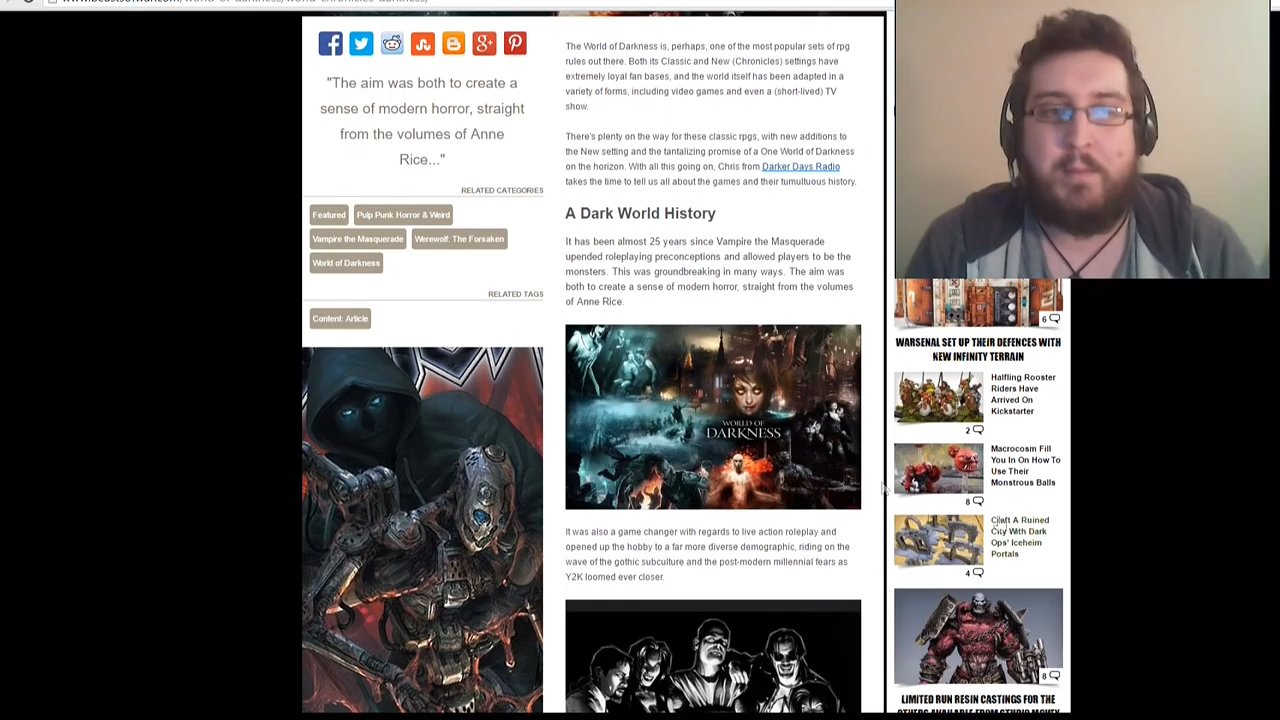 "The aim was both to create a
sense of modern horror, straight
from the volumes of Anne
Rice..."
RELATED CATEGORIES
Featured
Pulp Punk Horror & Weird
Vampire the Masquerade
Werewolf: The Forsaken
World of Darkness
RELATED TAGS
Content: Article
The World of Darkness is, perhaps, one of the most popular sets of rpg
rules out there. Both its Classic and New (Chronicles) settings have
extremely loyal fan bases, and the world itself has been adapted in a
variety of forms, including video games and even a (short-lived) TV
show.
There's plenty on the way for these classic rpgs, with new additions to
the New setting and the tantalizing promise of a One World of Darkness
on the horizon. With all this going on, Chris from Darker Days Radio
takes the time to tell us all about the games and their tumultuous history.
A Dark World History
It has been almost 25 years since Vampire the Masquerade
upended roleplaying preconceptions and allowed players to be the
monsters. This was groundbreaking in many ways. The aim was
both to create a sense of modern horror, straight from the volumes
of Anne Rice.
WORLD OF
DARKNESS
It was also a game changer with regards to live action roleplay and
opened up the hobby to a far more diverse demographic, riding on the
wave of the gothic subculture and the post-modern millennial fears as
Y2K loomed ever closer.
6
WARSENAL SET UP THEIR DEFENCES WITH
NEW INFINITY TERRAIN
Halfling Rooster
Riders Have
Arrived On
Kickstarter
2
Macrocosm Fill
You In On How To
Use Their
Monstrous Balls
8
Craft A Ruined
City With Dark
Ops' Iceheim
Portals
4
8
LIMITED RUN RESIN CASTINGS FOR THE